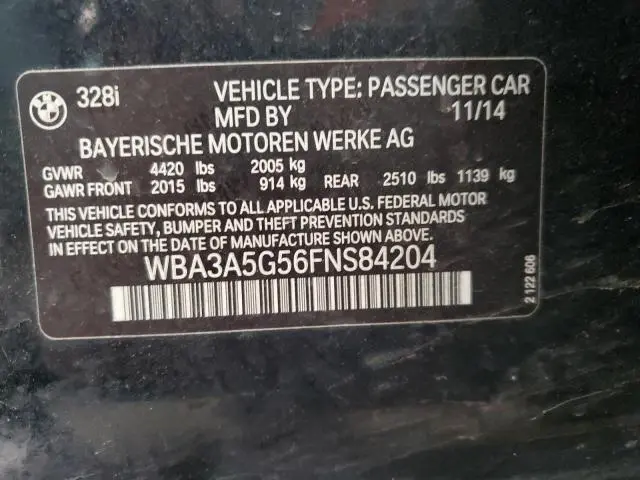 BMW
328i VEHICLE TYPE: PASSENGER CAR
MFD BY 11/14
BAYERISCHE MOTOREN WERKE AG
GVWR 4420 lbs 2005 kg
GAWR FRONT 2015 lbs 914 kg REAR 2510 lbs 1139 kg
THIS VEHICLE CONFORMS TO ALL APPLICABLE U.S. FEDERAL MOTOR
VEHICLE SAFETY, BUMPER AND THEFT PREVENTION STANDARDS
IN EFFECT ON THE DATE OF MANUFACTURE SHOWN ABOVE.
WBA3A5G56FNS84204
2 122 606